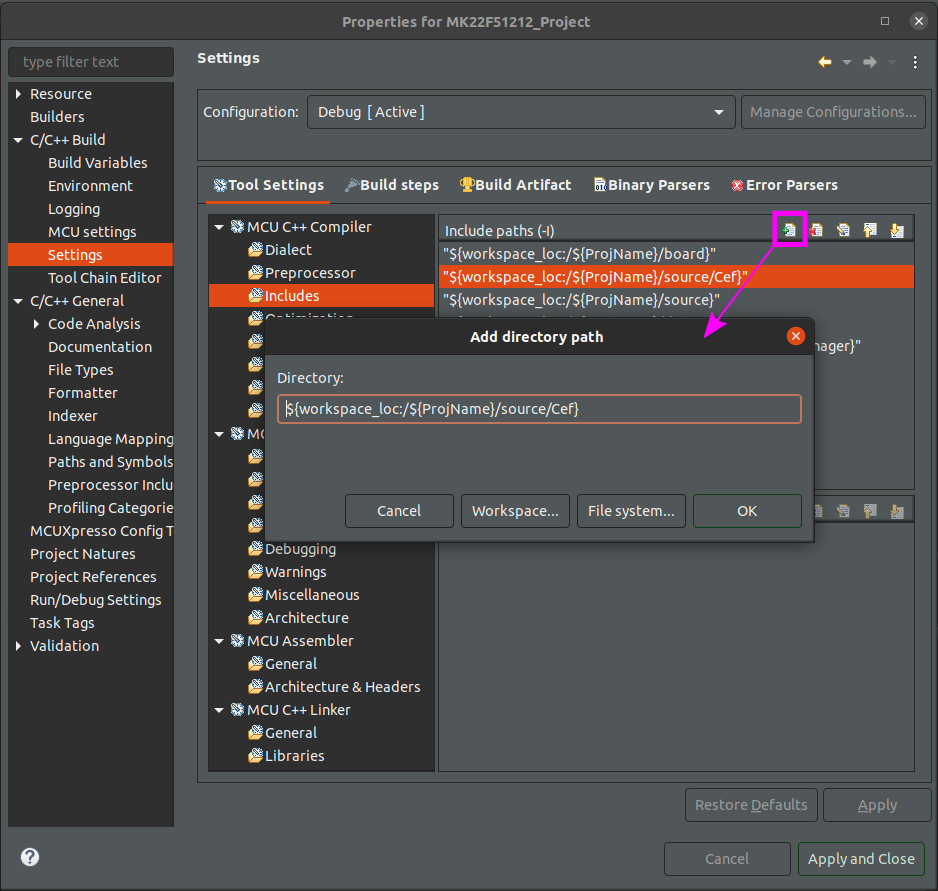 Properties for MK22F51212_Project
type filter text
Resource
Builders
C/C++ Build
Build Variables
Environment
Logging
MCU settings
Settings
Tool Chain Editor
C/C++ General
Code Analysis
Documentation
File Types
Formatter
Indexer
Language Mapping
Paths and Symbols
Preprocessor Inclu
Profiling Categorie
MCUXpresso Config T
Project Natures
Project References
Run/Debug Settings
Task Tags
Validation
Settings
Configuration: Debug [ Active ] Manage Configurations...
Tool Settings Build steps Build Artifact Binary Parsers Error Parsers
MCU C++ Compiler
Dialect
Preprocessor
Includes
Optimization
Debugging
Warnings
Miscellaneous
Architecture
MCU Assembler
General
Architecture & Headers
MCU C++ Linker
General
Libraries
Include paths (-I)
"${workspace_loc:/${ProjName}/board}"
"${workspace_loc:/${ProjName}/source/Cef}"
"${workspace_loc:/${ProjName}/source}"
nager}"
Add directory path
Directory:
${workspace_loc:/${ProjName}/source/Cef}
Cancel Workspace... File system... OK
Restore Defaults Apply
Cancel Apply and Close